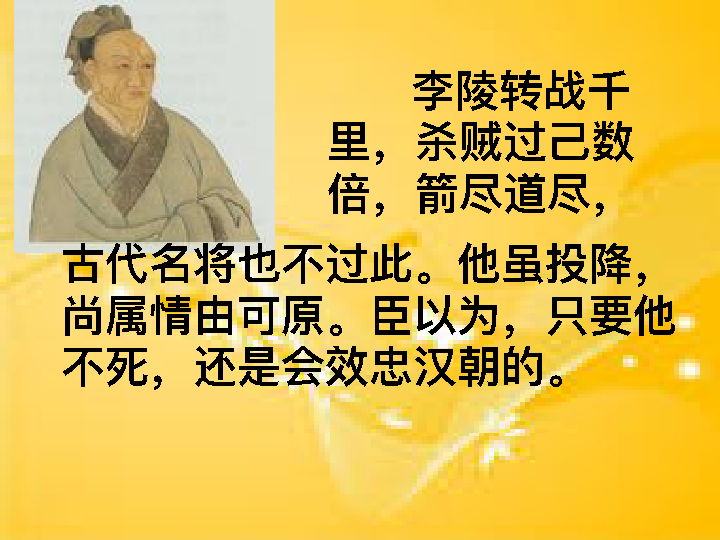 李陵转战千
里，杀贼过己数
倍，箭尽道尽，
古代名将也不过此。他虽投降，
尚属情由可原。臣以为，只要他
不死，还是会效忠汉朝的。